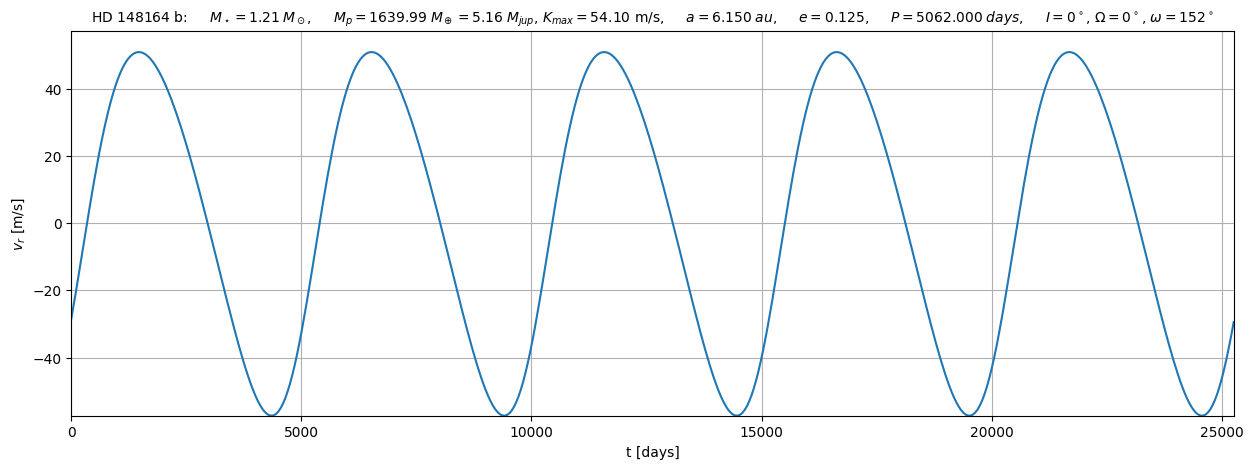 HD 148164 b: M⋆ = 1.21 M⊙, Mp = 1639.99 M⊕ = 5.16 Mjup, Kmax = 54.10 m/s, a = 6.150 au, e = 0.125, P = 5062.000 days, I = 0°, Ω = 0°, ω = 152°
40
20
0
−20
−40
vr [m/s]
0 5000 10000 15000 20000 25000
t [days]